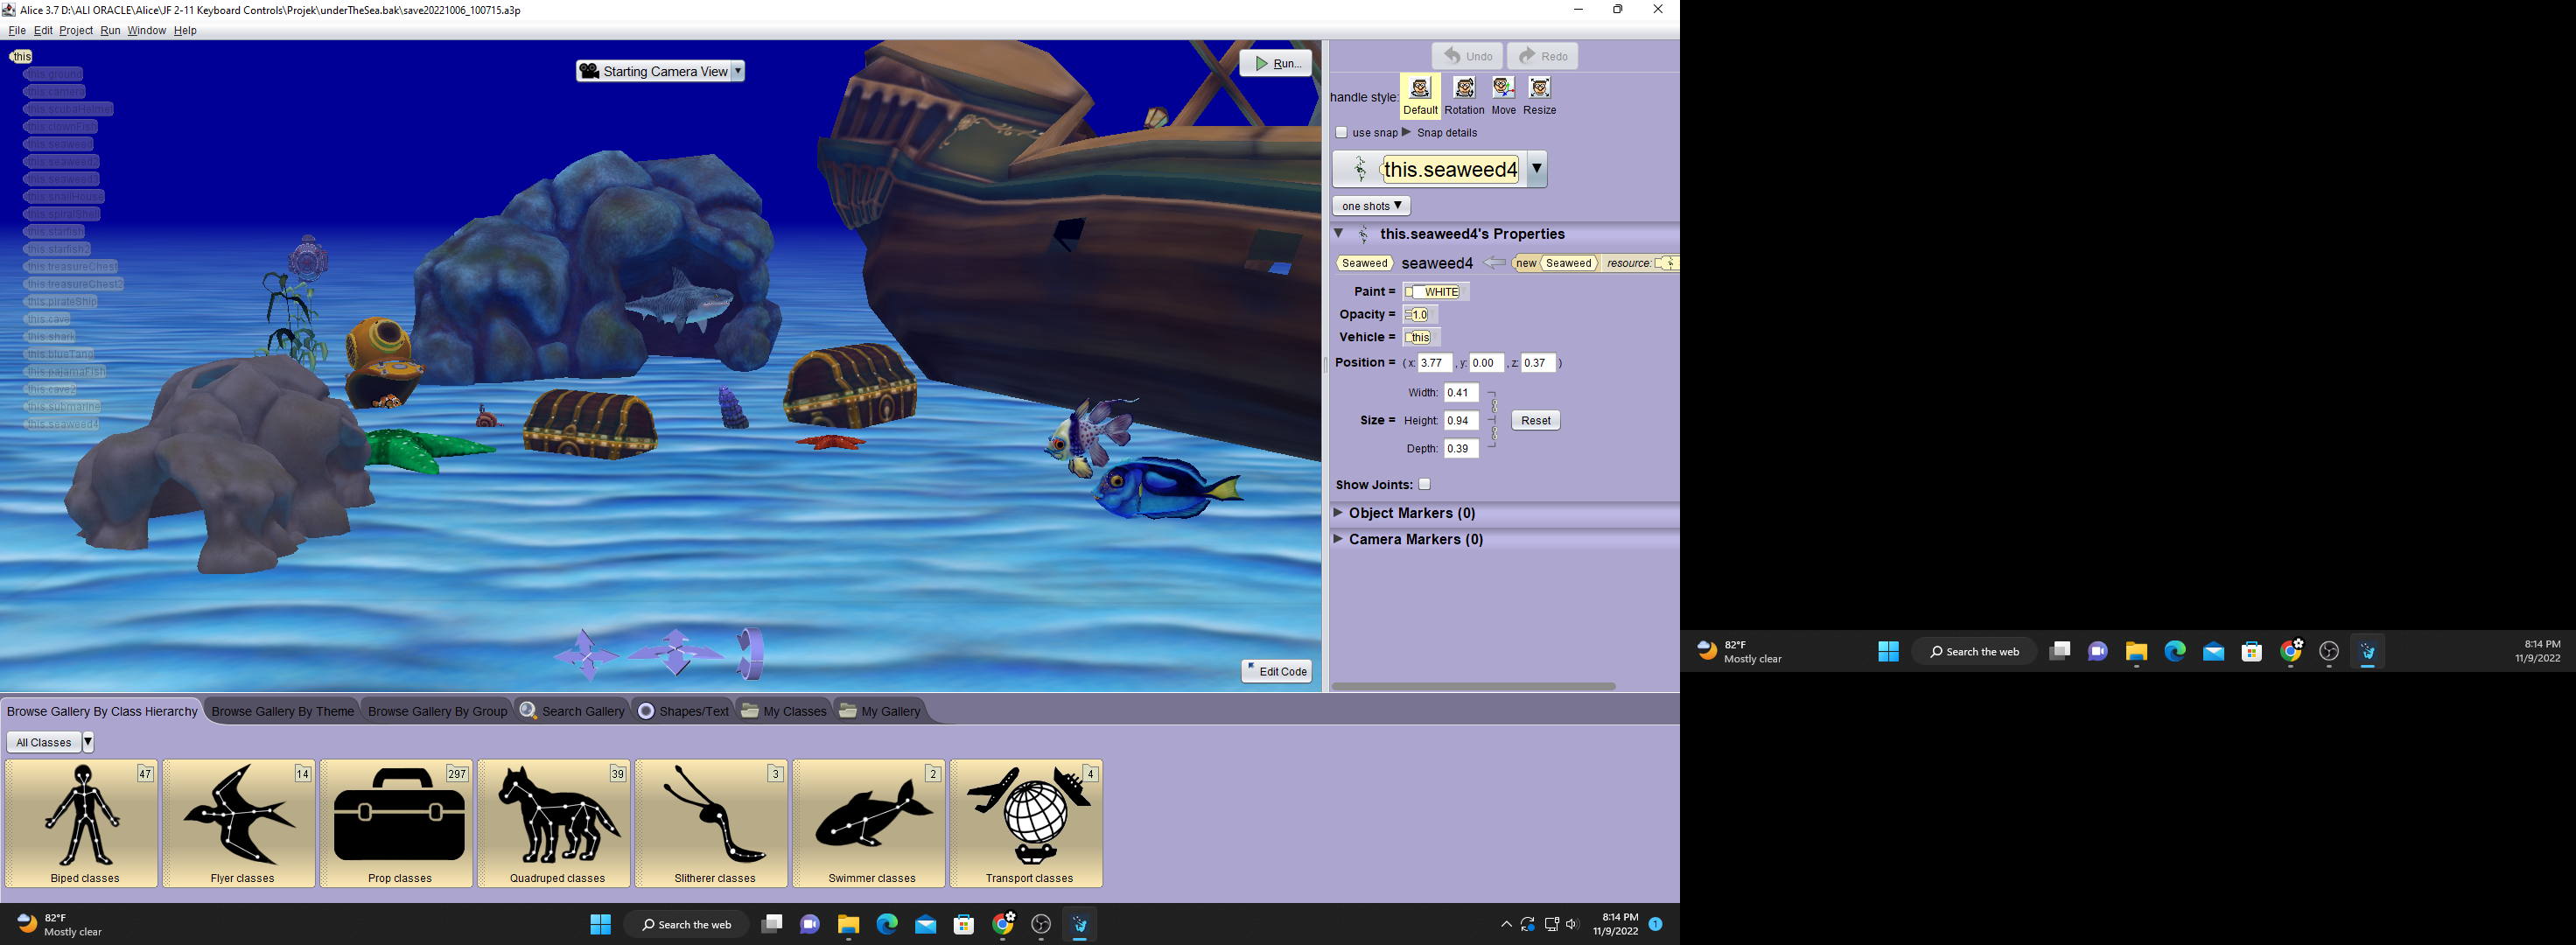 Alice 3.7 D:\ALI ORACLE\Alice\JF 2-11 Keyboard Controls\Projek\underTheSea.bak\save20221006_100715.a3p
File Edit Project Run Window Help
this
this.ground
this.camera
this.scubaHelmet
this.clownFish
this.seaweed
this.seaweed2
this.seaweed3
this.snailHouse
this.spiralShell
this.starfish
this.starfish2
this.treasureChest
this.treasureChest2
this.pirateShip
this.cave
this.shark
this.blueTang
this.pajamaFish
this.cave2
this.submarine
this.seaweed4
Starting Camera View
Run...
Edit Code
Undo Redo
handle style:
Default Rotation Move Resize
use snap Snap details
this.seaweed4
one shots
this.seaweed4's Properties
Seaweed seaweed4 new Seaweed resource:
Paint = WHITE
Opacity = 1.0
Vehicle = this
Position = ( x: 3.77 , y: 0.00 , z: 0.37 )
Width: 0.41
Size = Height: 0.94 Reset
Depth: 0.39
Show Joints:
Object Markers (0)
Camera Markers (0)
Browse Gallery By Class Hierarchy Browse Gallery By Theme Browse Gallery By Group Search Gallery Shapes/Text My Classes My Gallery
All Classes
47 14 297 39 3 2 4
Biped classes Flyer classes Prop classes Quadruped classes Slitherer classes Swimmer classes Transport classes
82°F
Mostly clear
Search the web
8:14 PM
11/9/2022
1
82°F
Mostly clear
Search the web
8:14 PM
11/9/2022